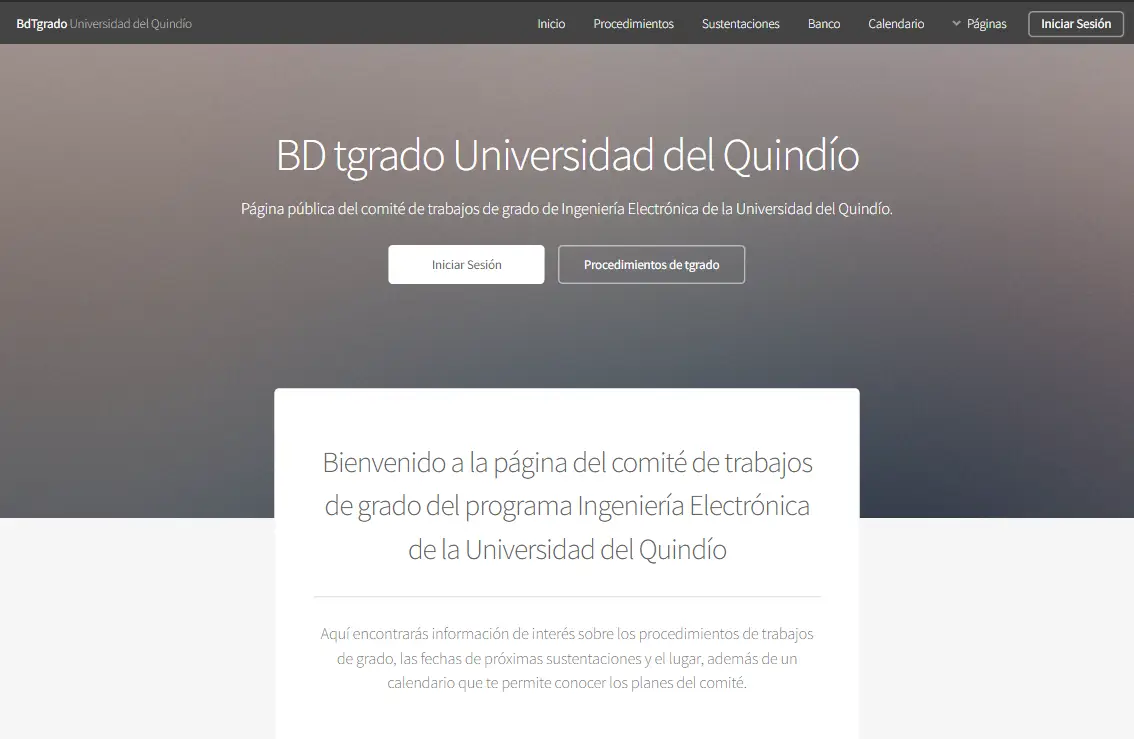 BdTgrado Universidad del Quindío
Inicio
Procedimientos
Sustentaciones
Banco
Calendario
Páginas
Iniciar Sesión
BD tgrado Universidad del Quindío
Página pública del comité de trabajos de grado de Ingeniería Electrónica de la Universidad del Quindío.
Iniciar Sesión
Procedimientos de tgrado
Bienvenido a la página del comité de trabajos
de grado del programa Ingeniería Electrónica
de la Universidad del Quindío
Aquí encontrarás información de interés sobre los procedimientos de trabajos
de grado, las fechas de próximas sustentaciones y el lugar, además de un
calendario que te permite conocer los planes del comité.